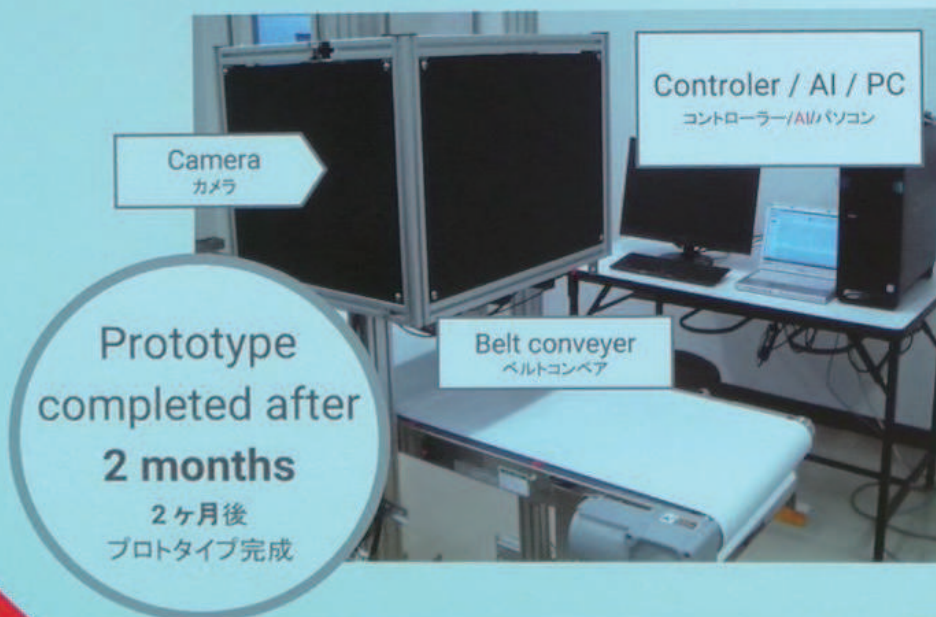 Controler / AI / PC
コントローラー/AI/パソコン
Camera
カメラ
Belt conveyer
ベルトコンベア
Prototype
completed after
2 months
2ヶ月後
プロトタイプ完成